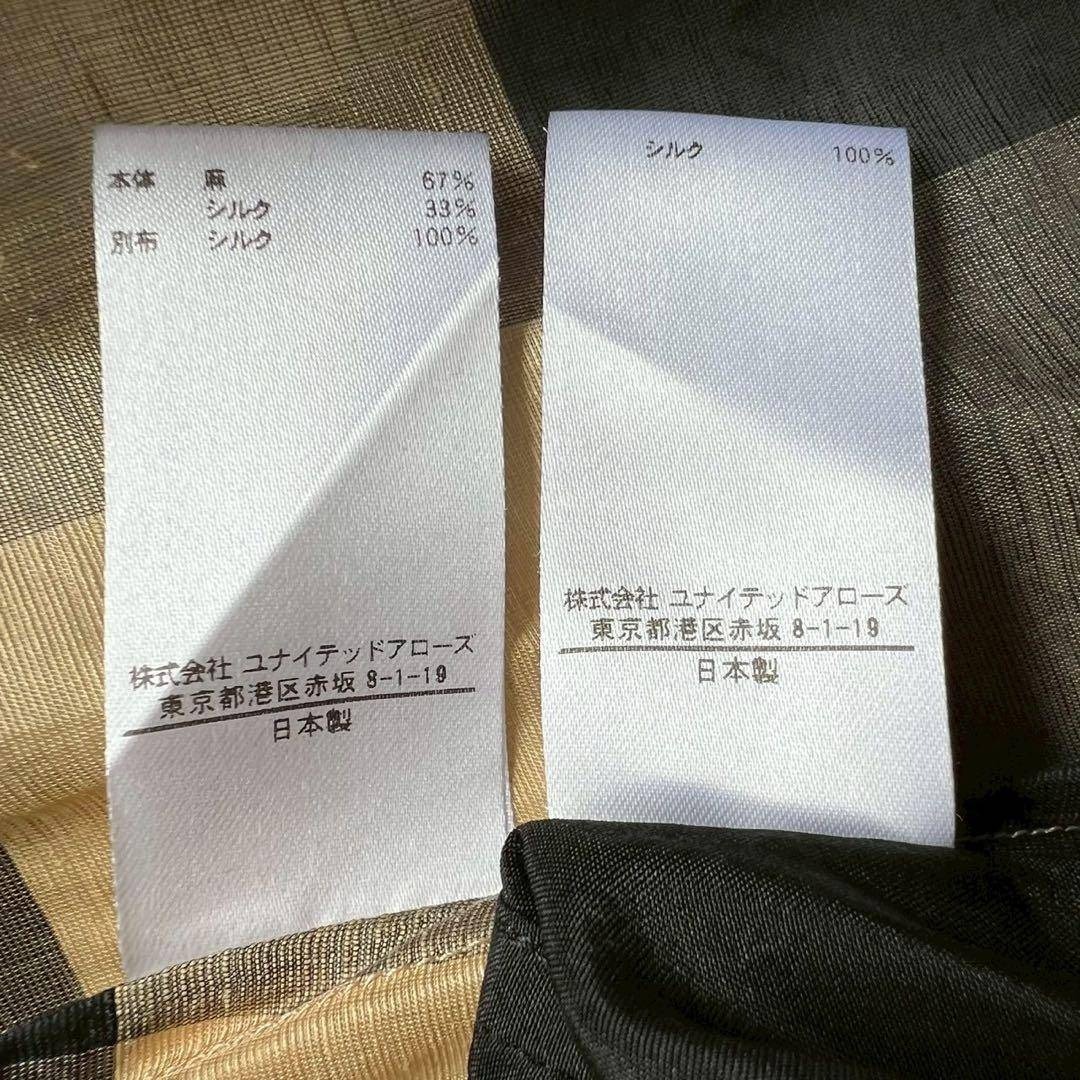 本体 麻 67%
シルク 33%
別布 シルク 100%
株式会社 ユナイテッドアローズ
東京都港区赤坂 8-1-19
日本製
シルク 100%
株式会社 ユナイテッドアローズ
東京都港区赤坂 8-1-19
日本製